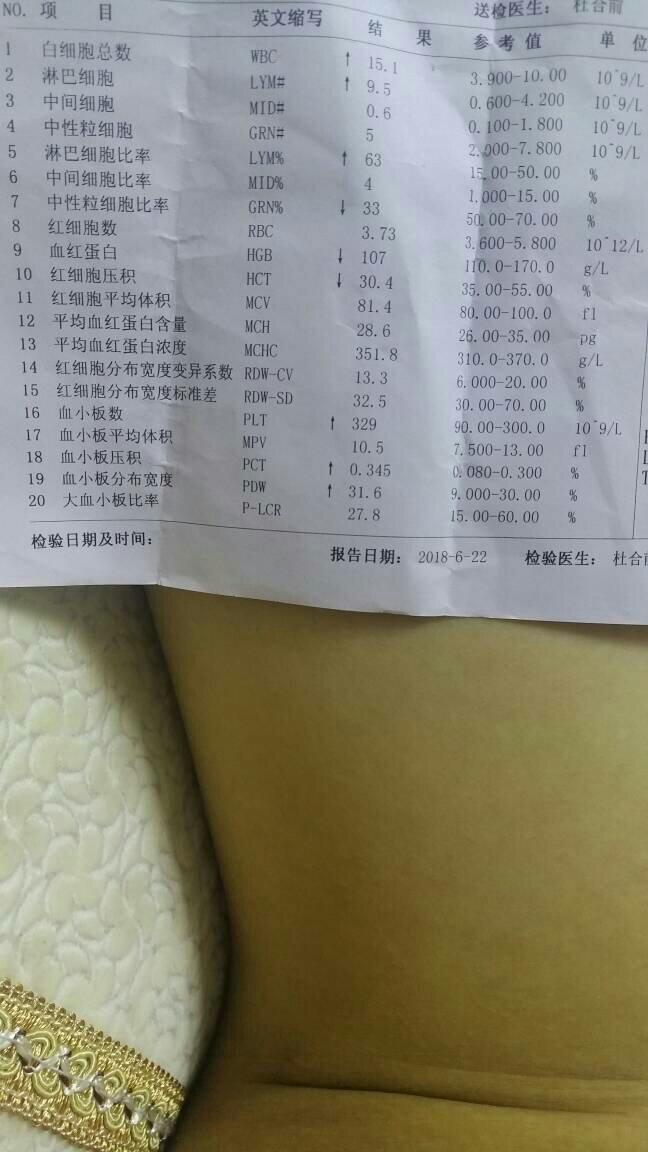 送检医生： 杜合前
NO. 项 目 英文缩写 结 果 参 考 值 单 位
1 白细胞总数 WBC ↑ 15.1 3.900-10.00 10^9/L
2 淋巴细胞 LYM# ↑ 9.5 0.600-4.200 10^9/L
3 中间细胞 MID# 0.6 0.100-1.800 10^9/L
4 中性粒细胞 GRN# 5 2.000-7.800 10^9/L
5 淋巴细胞比率 LYM% ↑ 63 15.00-50.00 %
6 中间细胞比率 MID% 4 1.000-15.00 %
7 中性粒细胞比率 GRN% ↓ 33 50.00-70.00 %
8 红细胞数 RBC 3.73 3.600-5.800 10^12/L
9 血红蛋白 HGB ↓ 107 110.0-170.0 g/L
10 红细胞压积 HCT ↓ 30.4 35.00-55.00 %
11 红细胞平均体积 MCV 81.4 80.00-100.0 fl
12 平均血红蛋白含量 MCH 28.6 26.00-35.00 pg
13 平均血红蛋白浓度 MCHC 351.8 310.0-370.0 g/L
14 红细胞分布宽度变异系数 RDW-CV 13.3 6.000-20.00 %
15 红细胞分布宽度标准差 RDW-SD 32.5 30.00-70.00 %
16 血小板数 PLT ↑ 329 90.00-300.0 10^9/L
17 血小板平均体积 MPV 10.5 7.500-13.00 fl
18 血小板压积 PCT ↑ 0.345 0.080-0.300 %
19 血小板分布宽度 PDW ↑ 31.6 9.000-30.00 %
20 大血小板比率 P-LCR 27.8 15.00-60.00 %
检验日期及时间： 报告日期： 2018-6-22 检验医生： 杜合前